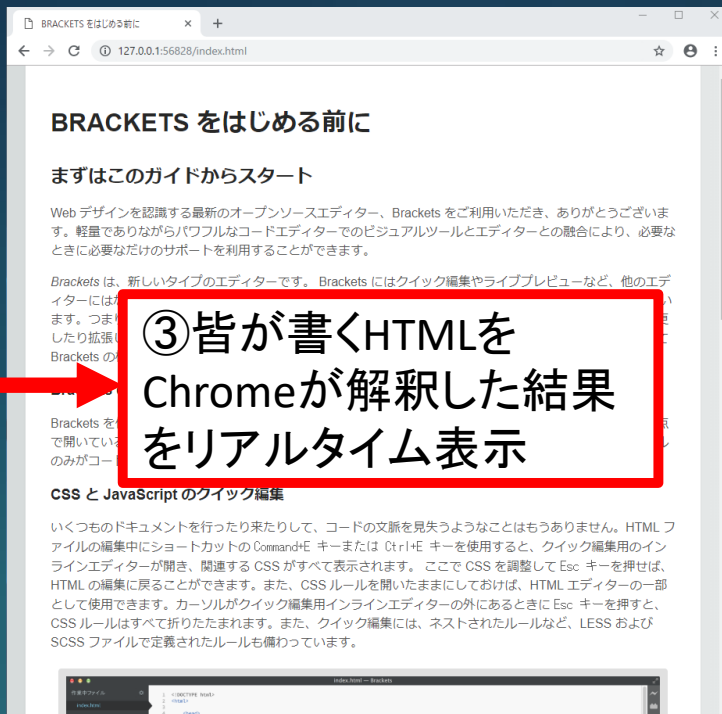 BRACKETS をはじめる前に
127.0.0.1:56828/index.html
BRACKETS をはじめる前に
まずはこのガイドからスタート
Web デザインを認識する最新のオープンソースエディター、Brackets をご利用いただき、ありがとうございま
す。軽量でありながらパワフルなコードエディターでのビジュアルツールとエディターとの融合により、必要な
ときに必要なだけのサポートを利用することができます。
Brackets は、新しいタイプのエディターです。 Brackets にはクイック編集やライブプレビューなど、他のエデ
ィターには
ます。つまり
したり拡張し
Brackets の
③皆が書くHTMLを
Chromeが解釈した結果
をリアルタイム表示
Brackets を
で開いている
のみがコー
CSS と JavaScript のクイック編集
いくつものドキュメントを行ったり来たりして、コードの文脈を見失うようなことはもうありません。HTML フ
ァイルの編集中にショートカットの Command+E キーまたは Ctrl+E キーを使用すると、クイック編集用のイン
ラインエディターが開き、関連する CSS がすべて表示されます。 ここで CSS を調整して Esc キーを押せば、
HTML の編集に戻ることができます。また、CSS ルールを開いたままにしておけば、HTML エディターの一部
として使用できます。カーソルがクイック編集用インラインエディターの外にあるときに Esc キーを押すと、
CSS ルールはすべて折りたたまれます。また、クイック編集には、ネストされたルールなど、LESS および
SCSS ファイルで定義されたルールも備わっています。
index.html — Brackets
作業中ファイル
index.html
1 <!DOCTYPE html>
2 <html>
3
4 <head>